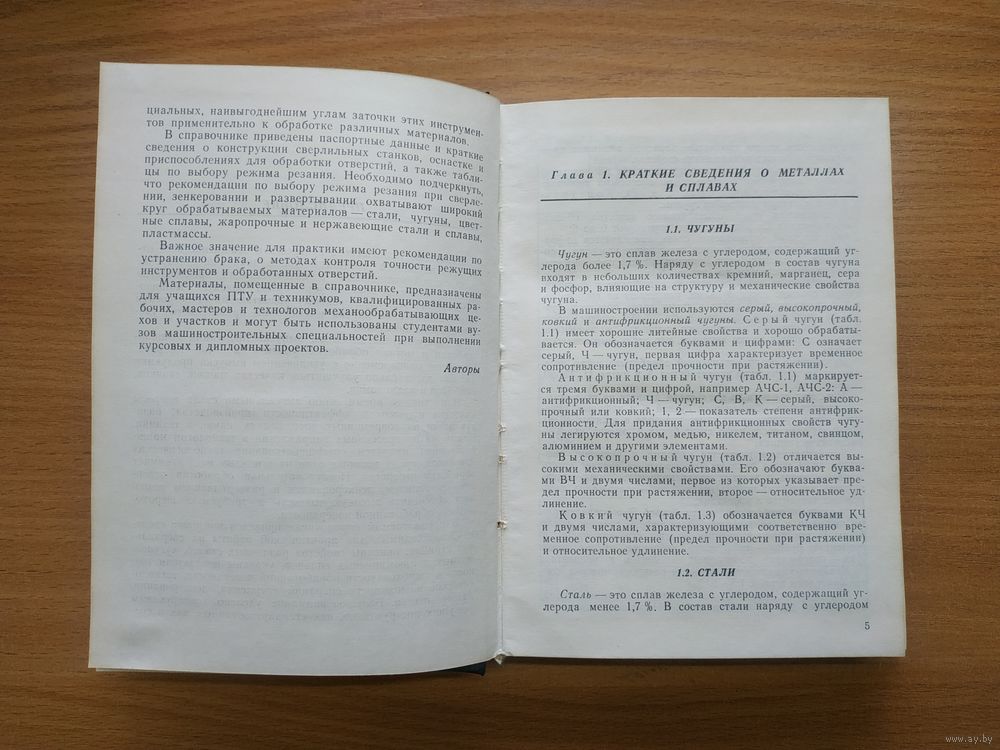 циальных, наивыгоднейшим углам заточки этих инструмен-
тов применительно к обработке различных материалов.
В справочнике приведены паспортные данные и краткие
сведения о конструкции сверлильных станков, оснастке и
приспособлениях для обработки отверстий, а также табли-
цы по выбору режима резания. Необходимо подчеркнуть,
что рекомендации по выбору режима резания при сверле-
нии, зенкеровании и развертывании охватывают широкий
круг обрабатываемых материалов — стали, чугуны, цвет-
ные сплавы, жаропрочные и нержавеющие стали и сплавы,
пластмассы.
Важное значение для практики имеют рекомендации по
устранению брака, о методах контроля точности режущих
инструментов и обработанных отверстий.
Материалы, помещенные в справочнике, предназначены
для учащихся ПТУ и техникумов, квалифицированных ра-
бочих, мастеров и технологов механообрабатывающих це-
хов и участков и могут быть использованы студентами ву-
зов машиностроительных специальностей при выполнении
курсовых и дипломных проектов.
Авторы
Глава 1. КРАТКИЕ СВЕДЕНИЯ О МЕТАЛЛАХ
И СПЛАВАХ
1.1. ЧУГУНЫ
Чугун — это сплав железа с углеродом, содержащий уг-
лерода более 1,7 %. Наряду с углеродом в состав чугуна
входят в небольших количествах кремний, марганец, сера
и фосфор, влияющие на структуру и механические свойства
чугуна.
В машиностроении используются серый, высокопрочный,
ковкий и антифрикционный чугуны. Серый чугун (табл.
1.1) имеет хорошие литейные свойства и хорошо обрабаты-
вается. Он обозначается буквами и цифрами: С означает
серый, Ч — чугун, первая цифра характеризует временное
сопротивление (предел прочности при растяжении).
Антифрикционный чугун (табл. 1.1) маркирует-
ся тремя буквами и цифрой, например АЧС-1, АЧС-2: А —
антифрикционный; Ч — чугун; С, В, К — серый, высоко-
прочный или ковкий; 1, 2 — показатель степени антифрик-
ционности. Для придания антифрикционных свойств чугу-
ны легируются хромом, медью, никелем, титаном, свинцом,
алюминием и другими элементами.
Высокопрочный чугун (табл. 1.2) отличается вы-
сокими механическими свойствами. Его обозначают буква-
ми ВЧ и двумя числами, первое из которых указывает пре-
дел прочности при растяжении, второе — относительное уд-
линение.
Ковкий чугун (табл. 1.3) обозначается буквами КЧ
и двумя числами, характеризующими соответственно вре-
менное сопротивление (предел прочности при растяжении)
и относительное удлинение.
1.2. СТАЛИ
Сталь — это сплав железа с углеродом, содержащий уг-
лерода менее 1,7 %. В состав стали наряду с углеродом
5
www.ay.by